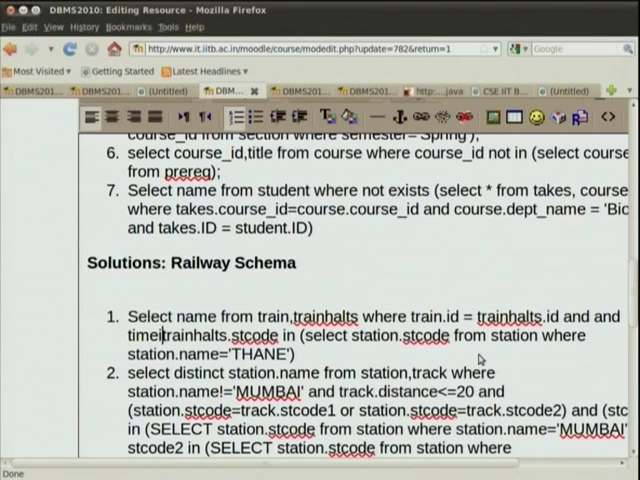 DBMS2010: Editing Resource - Mozilla Firefox
File Edit View History Bookmarks Tools Help
http://www.it.iitb.ac.in/moodle/course/modedit.php?update=782&return=1
Google
Most Visited Getting Started Latest Headlines
DBMS201... DBMS201... (Untitled) DBM... DBMS201... DBMS201... http:....java CSE IIT B... (Untitled)
course_id from section where semester='Spring');
6. select course_id,title from course where course_id not in (select course
from prereq);
7. Select name from student where not exists (select * from takes, course
where takes.course_id=course.course_id and course.dept_name = 'Bio
and takes.ID = student.ID)
Solutions: Railway Schema
1. Select name from train,trainhalts where train.id = trainhalts.id and and
timeitrainhalts.stcode in (select station.stcode from station where
station.name='THANE')
2. select distinct station.name from station,track where
station.name!='MUMBAI' and track.distance<=20 and
(station.stcode=track.stcode1 or station.stcode=track.stcode2) and (stc
in (SELECT station.stcode from station where station.name='MUMBAI'
stcode2 in (SELECT station.stcode from station where
Done